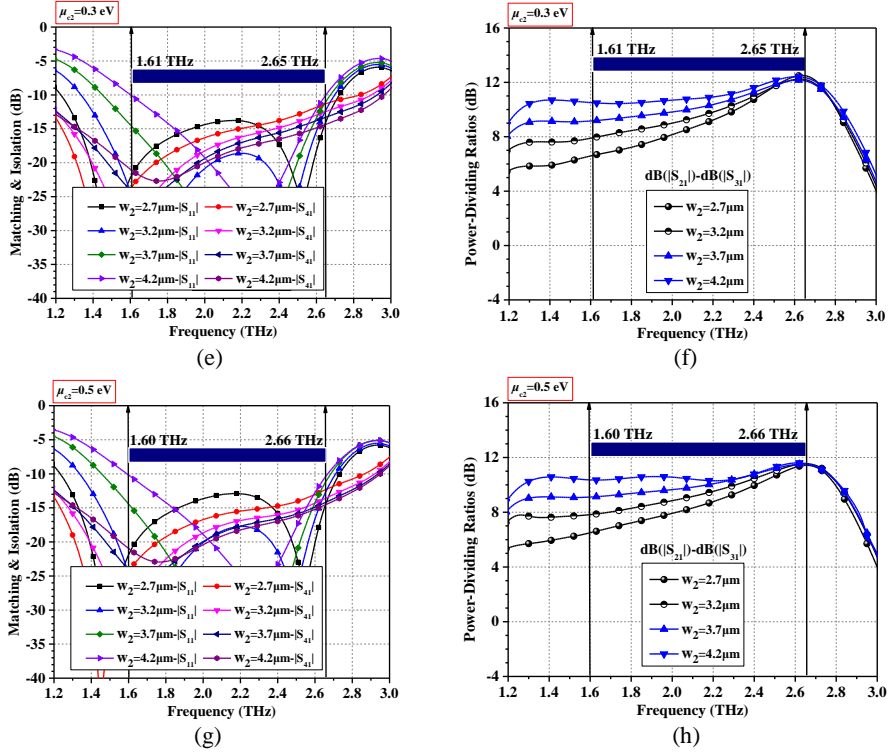 μc2=0.3 eV
0
-5
-10
-15
-20
-25
-30
-35
-40
Matching & Isolation (dB)
1.61 THz 2.65 THz
w2=2.7μm-|S11| w2=2.7μm-|S41|
w2=3.2μm-|S11| w2=3.2μm-|S41|
w2=3.7μm-|S11| w2=3.7μm-|S41|
w2=4.2μm-|S11| w2=4.2μm-|S41|
1.2 1.4 1.6 1.8 2.0 2.2 2.4 2.6 2.8 3.0
Frequency (THz)
(e)
μc2=0.3 eV
16
12
8
4
0
-4
Power-Dividing Ratios (dB)
1.61 THz 2.65 THz
dB(|S21|)-dB(|S31|)
w2=2.7μm
w2=3.2μm
w2=3.7μm
w2=4.2μm
1.2 1.4 1.6 1.8 2.0 2.2 2.4 2.6 2.8 3.0
Frequency (THz)
(f)
μc2=0.5 eV
0
-5
-10
-15
-20
-25
-30
-35
-40
Matching & Isolation (dB)
1.60 THz 2.66 THz
w2=2.7μm-|S11| w2=2.7μm-|S41|
w2=3.2μm-|S11| w2=3.2μm-|S41|
w2=3.7μm-|S11| w2=3.7μm-|S41|
w2=4.2μm-|S11| w2=4.2μm-|S41|
1.2 1.4 1.6 1.8 2.0 2.2 2.4 2.6 2.8 3.0
Frequency (THz)
(g)
μc2=0.5 eV
16
12
8
4
0
-4
Power-Dividing Ratios (dB)
1.60 THz 2.66 THz
dB(|S21|)-dB(|S31|)
w2=2.7μm
w2=3.2μm
w2=3.7μm
w2=4.2μm
1.2 1.4 1.6 1.8 2.0 2.2 2.4 2.6 2.8 3.0
Frequency (THz)
(h)